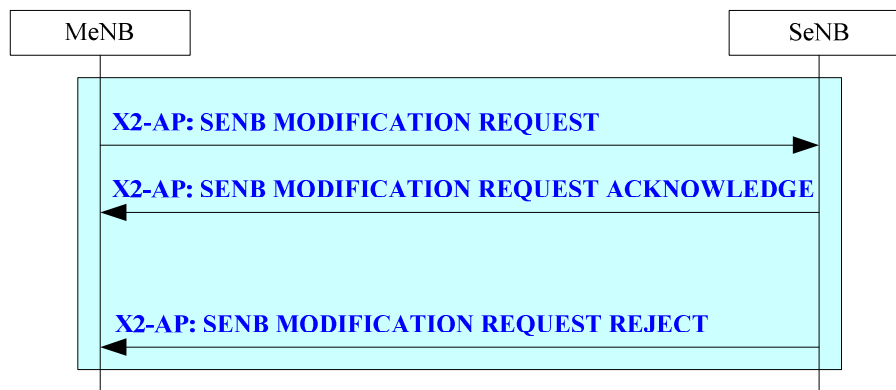 MeNB
SeNB
X2-AP: SENB MODIFICATION REQUEST
X2-AP: SENB MODIFICATION REQUEST ACKNOWLEDGE
X2-AP: SENB MODIFICATION REQUEST REJECT